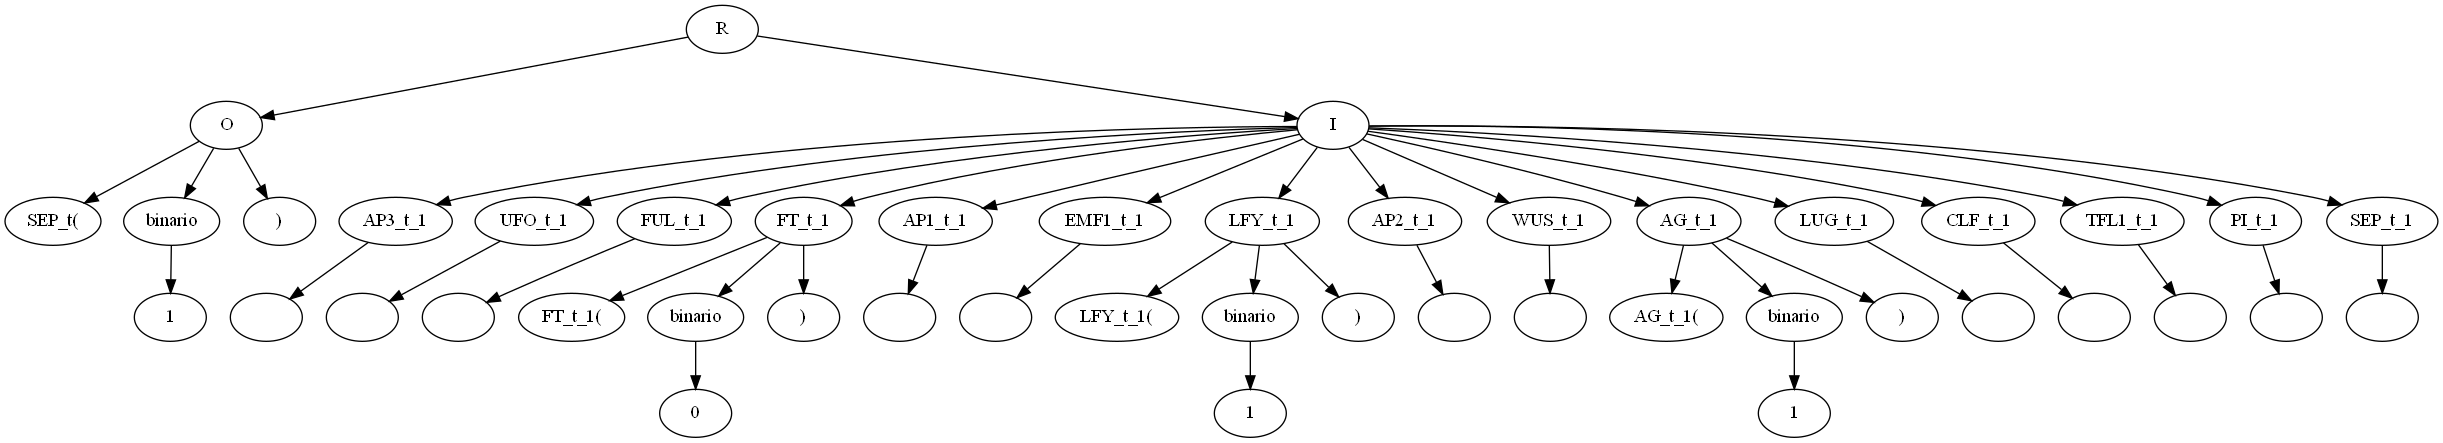 R
O I
SEP_t( binario ) AP3_t_1 UFO_t_1 FUL_t_1 FT_t_1 AP1_t_1 EMF1_t_1 LFY_t_1 AP2_t_1 WUS_t_1 AG_t_1 LUG_t_1 CLF_t_1 TFL1_t_1 PI_t_1 SEP_t_1
1 FT_t_1( binario ) LFY_t_1( binario ) AG_t_1( binario )
0 1 1